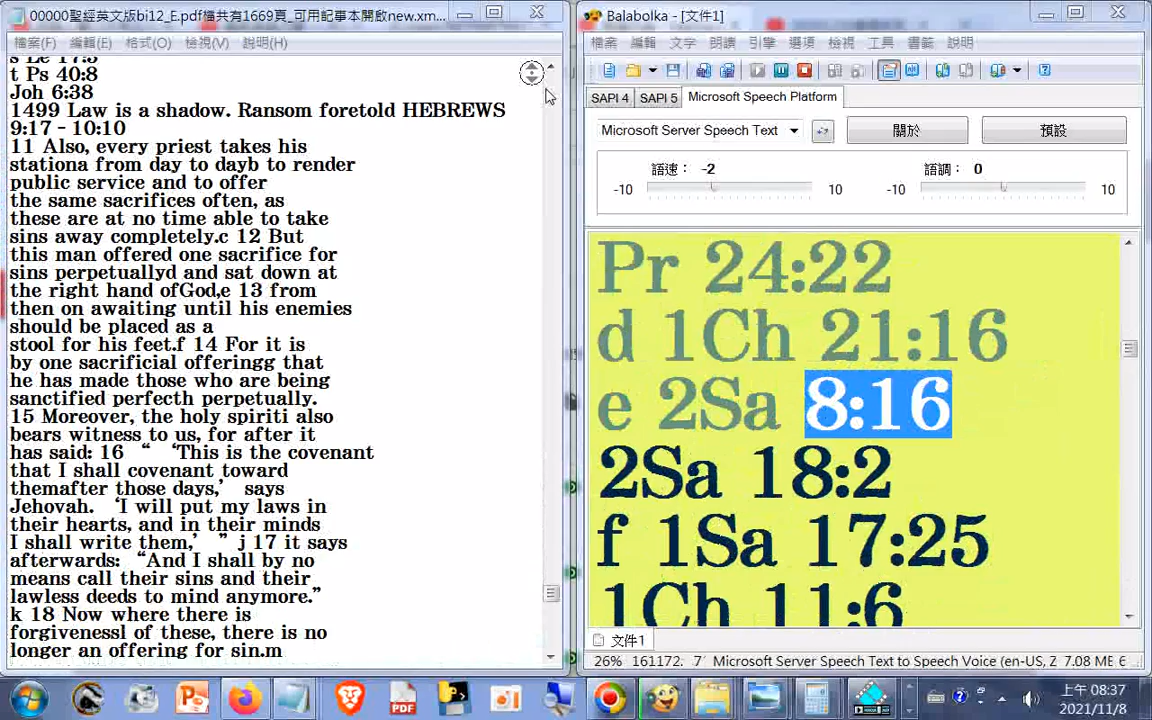 00000聖經英文版bi12_E.pdf檔共有1669頁_可用記事本開啟new.xm...
檔案(F) 編輯(E) 格式(O) 檢視(V) 說明(H)
s Le 17:5
t Ps 40:8
Joh 6:38
1499 Law is a shadow. Ransom foretold HEBREWS
9:17 - 10:10
11 Also, every priest takes his
stationa from day to dayb to render
public service and to offer
the same sacrifices often, as
these are at no time able to take
sins away completely.c 12 But
this man offered one sacrifice for
sins perpetuallyd and sat down at
the right hand ofGod,e 13 from
then on awaiting until his enemies
should be placed as a
stool for his feet.f 14 For it is
by one sacrificial offeringg that
he has made those who are being
sanctified perfecth perpetually.
15 Moreover, the holy spiriti also
bears witness to us, for after it
has said: 16 “ ‘This is the covenant
that I shall covenant toward
themafter those days,’ says
Jehovah. ‘I will put my laws in
their hearts, and in their minds
I shall write them,’ ” j 17 it says
afterwards: “And I shall by no
means call their sins and their
lawless deeds to mind anymore.”
k 18 Now where there is
forgivenessl of these, there is no
longer an offering for sin.m
Balabolka - [文件1]
檔案 編輯 文字 朗讀 引擎 選項 檢視 工具 書籤 說明
SAPI 4 SAPI 5 Microsoft Speech Platform
Microsoft Server Speech Text 關於 預設
語速: -2 語調: 0
-10 10 -10 10
Pr 24:22
d 1Ch 21:16
e 2Sa 8:16
2Sa 18:2
f 1Sa 17:25
1Ch 11:6
文件1
26% 161172. 7 Microsoft Server Speech Text to Speech Voice (en-US, Z 7.08 MB 6
PDF
上午 08:37
2021/11/8